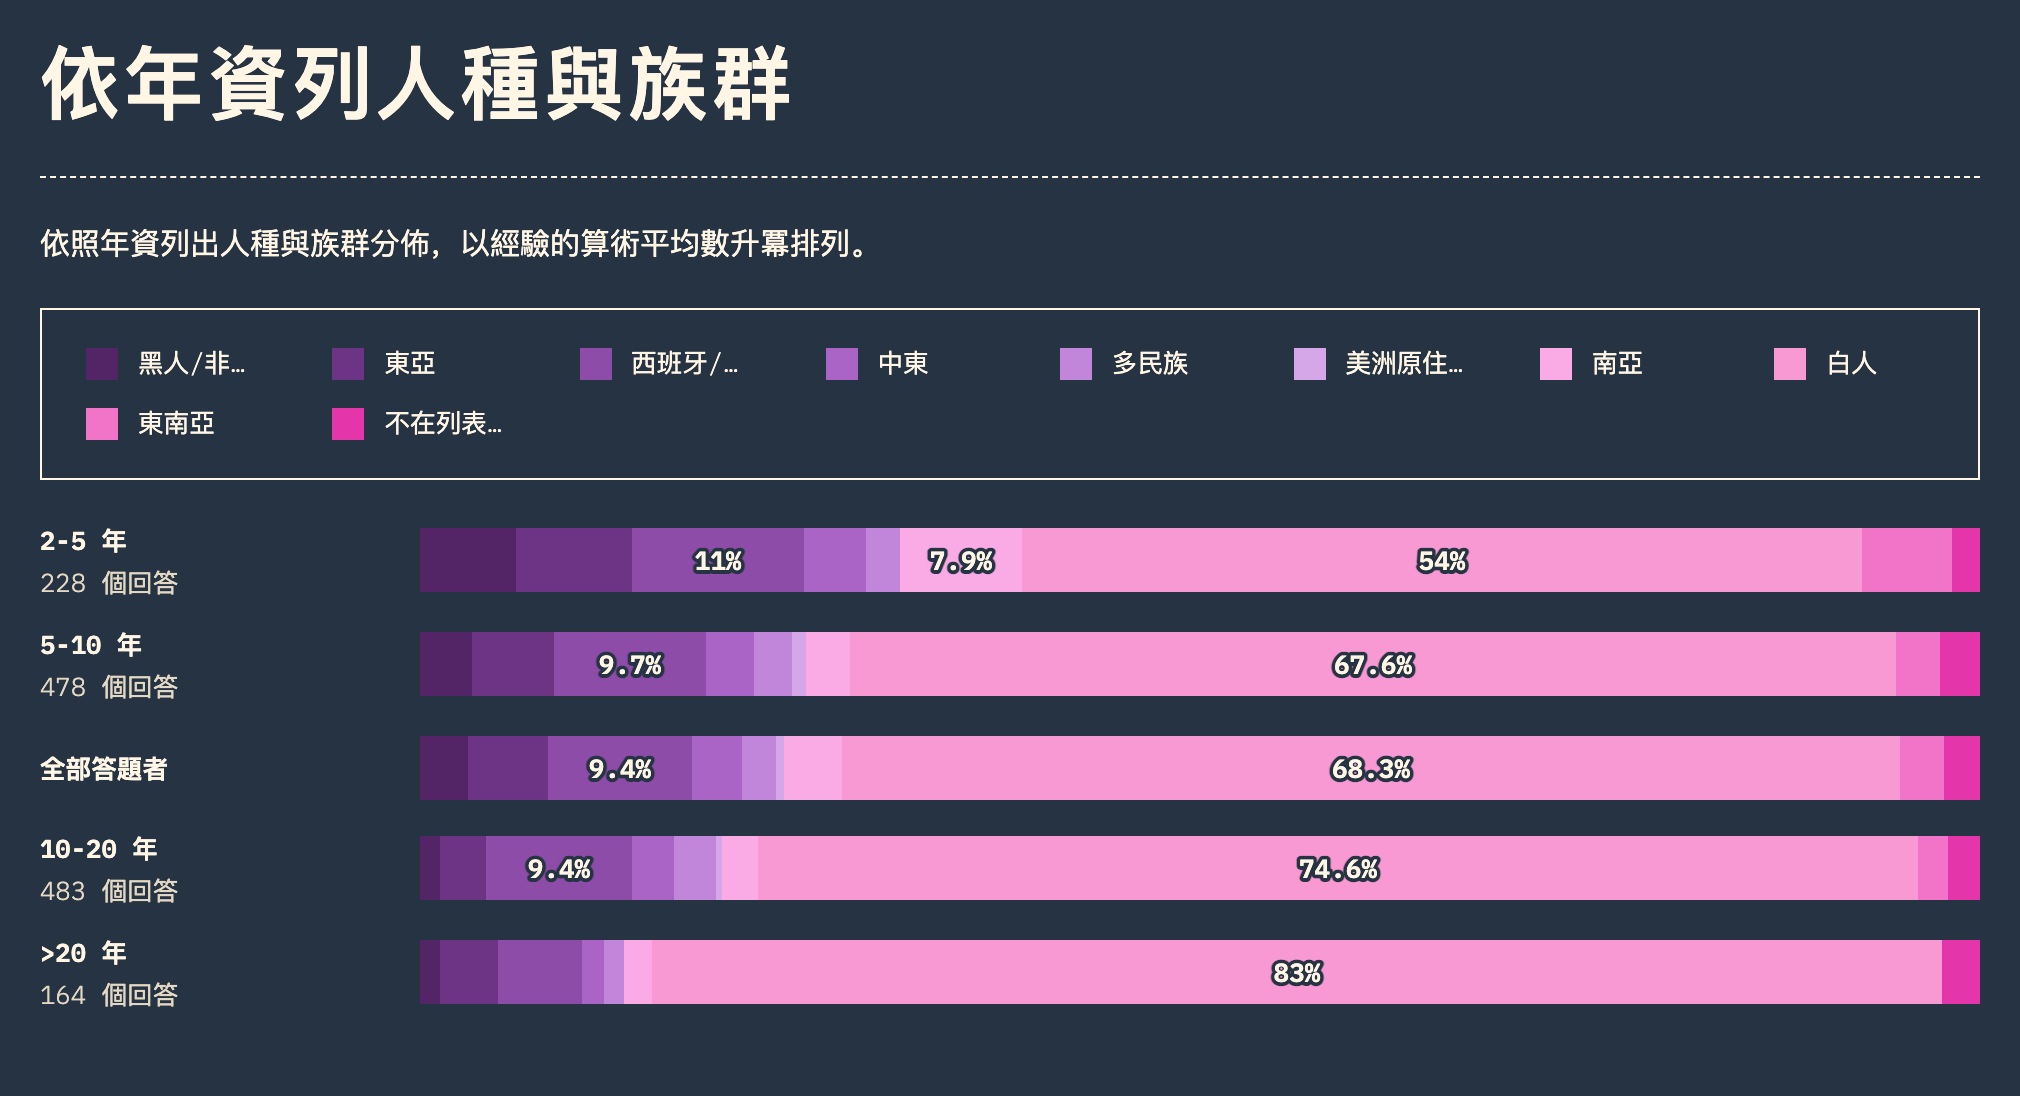 依年資列人種與族群
依照年資列出人種與族群分佈，以經驗的算術平均數升冪排列。
黑人/非… 東亞 西班牙/… 中東 多民族 美洲原住… 南亞 白人
東南亞 不在列表…
2-5 年
228 個回答
11% 7.9% 54%
5-10 年
478 個回答
9.7% 67.6%
全部答題者
9.4% 68.3%
10-20 年
483 個回答
9.4% 74.6%
>20 年
164 個回答
83%